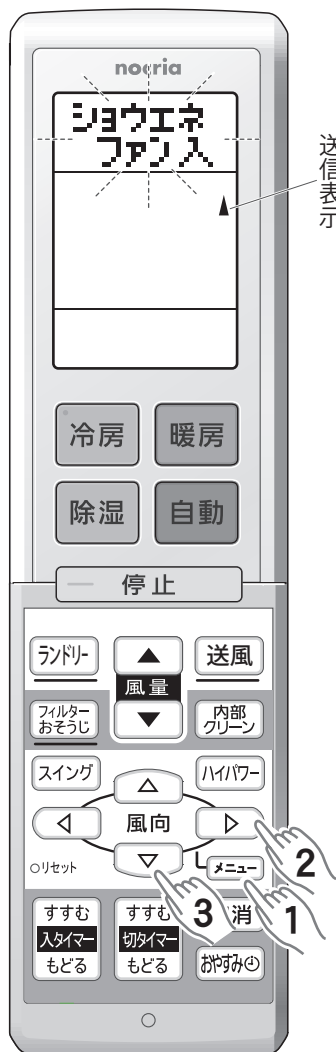 nocria
ショウエネ
ファン 入
送信表示
冷房
暖房
除湿
自動
停止
ランドリー
▲
風量
▼
送風
フィルター
おそうじ
内部
クリーン
スイング
ハイパワー
△
◁
風向
▷
▽
○リセット
メニュー
2
3
1
すすむ
入タイマー
もどる
すすむ
切タイマー
もどる
消
おやすみ